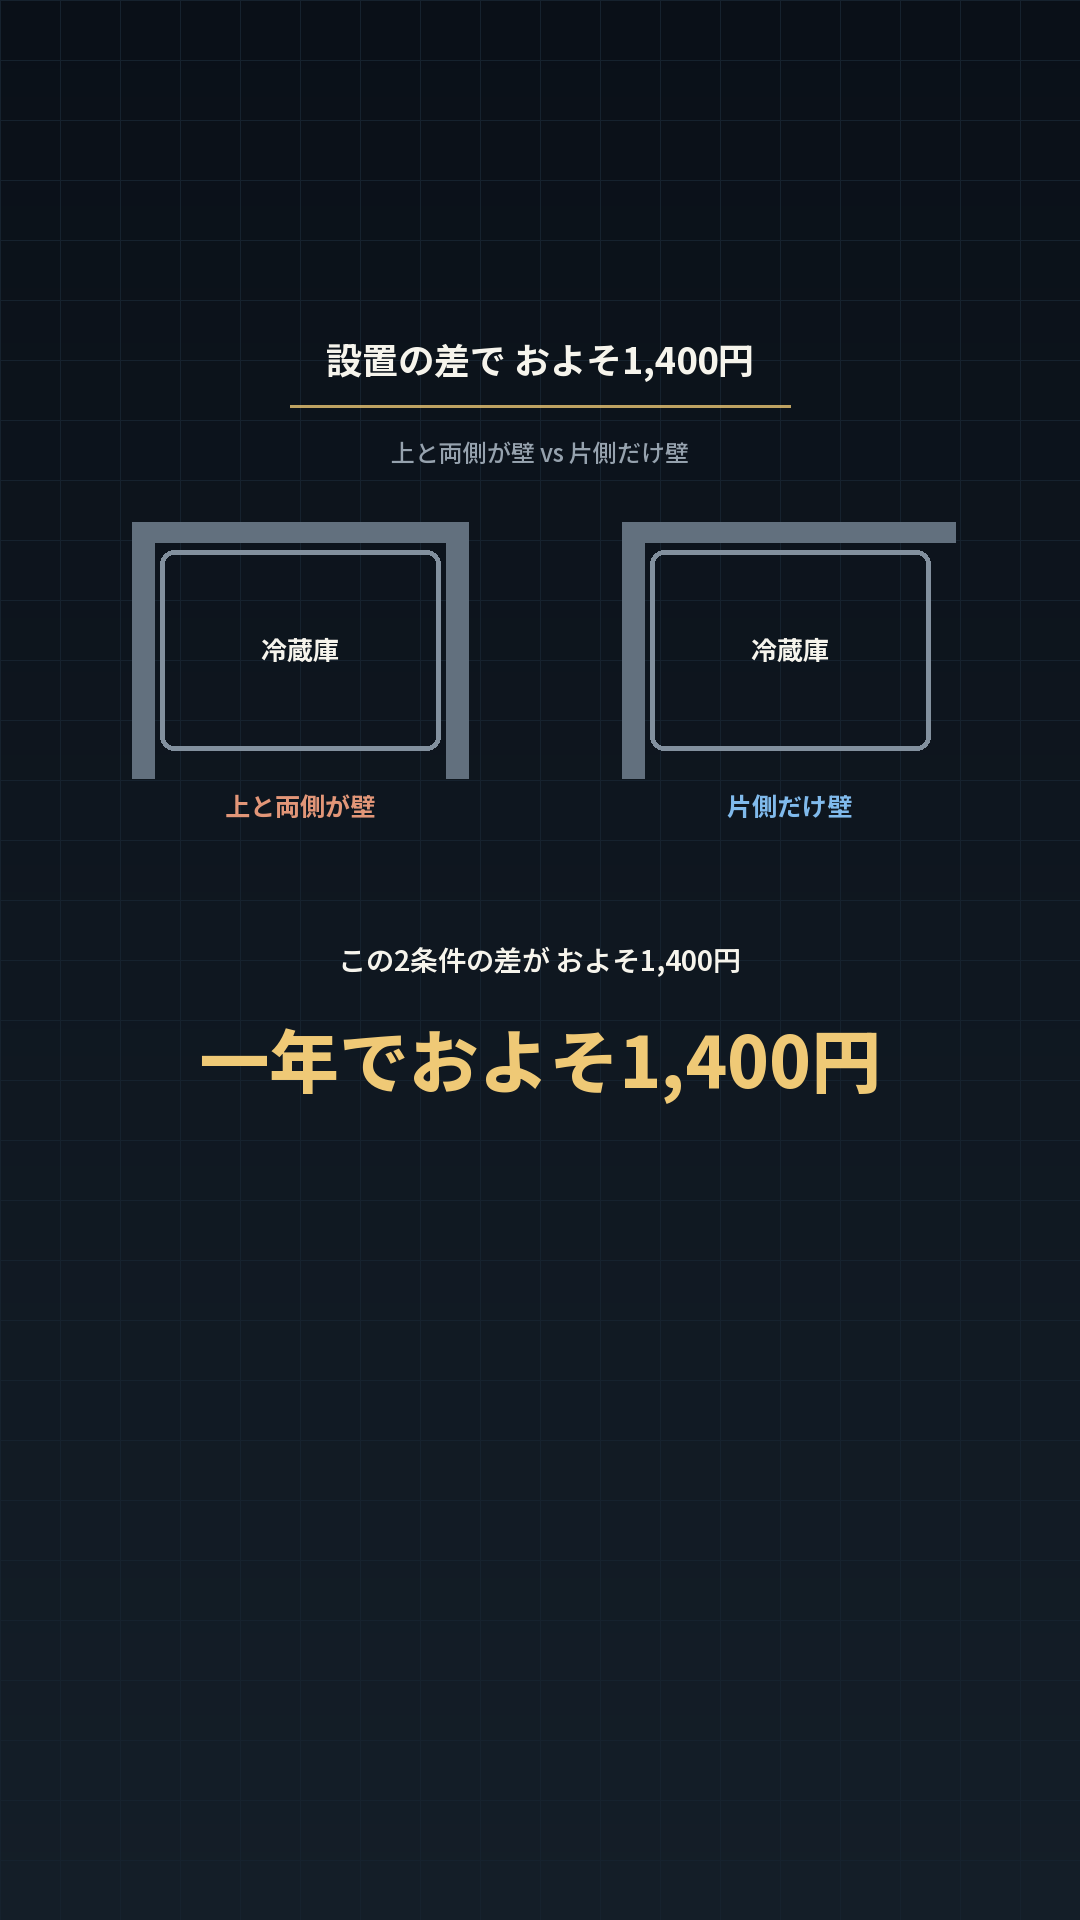 設置の差で およそ1,400円
上と両側が壁 vs 片側だけ壁
冷蔵庫
冷蔵庫
上と両側が壁
片側だけ壁
この2条件の差が およそ1,400円
一年でおよそ1,400円